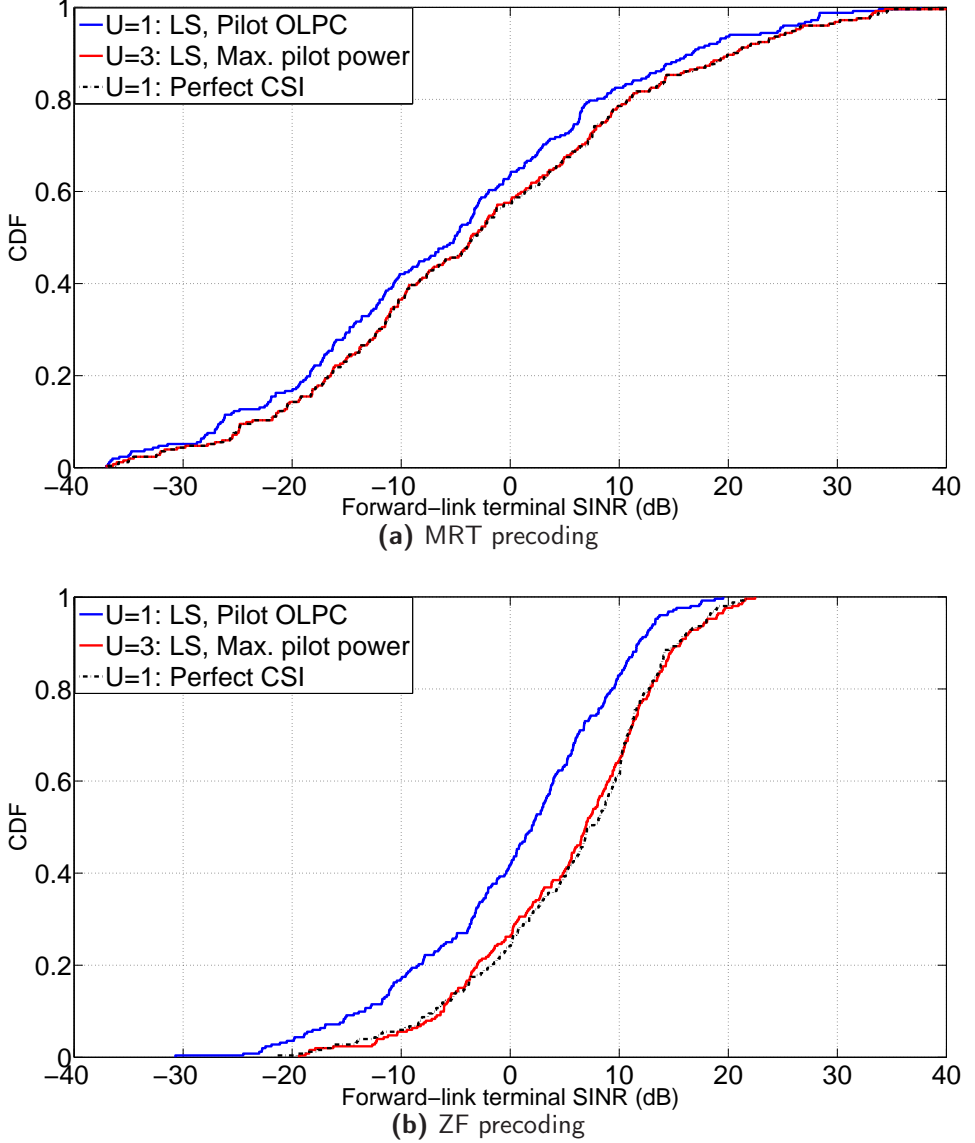 U=1: LS, Pilot OLPC
U=3: LS, Max. pilot power
U=1: Perfect CSI
CDF
1
0.8
0.6
0.4
0.2
0
−40 −30 −20 −10 0 10 20 30 40
Forward−link terminal SINR (dB)
(a) MRT precoding
U=1: LS, Pilot OLPC
U=3: LS, Max. pilot power
U=1: Perfect CSI
CDF
1
0.8
0.6
0.4
0.2
0
−40 −30 −20 −10 0 10 20 30 40
Forward−link terminal SINR (dB)
(b) ZF precoding